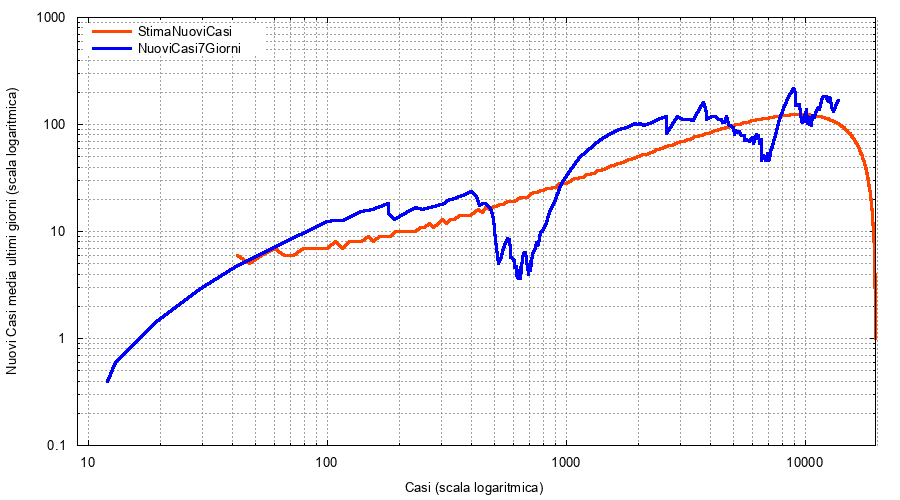 1000
StimaNuoviCasi
NuoviCasi7Giorni
100
10
1
0.1
Nuovi Casi media ultimi giorni (scala logaritmica)
10 100 1000 10000
Casi (scala logaritmica)